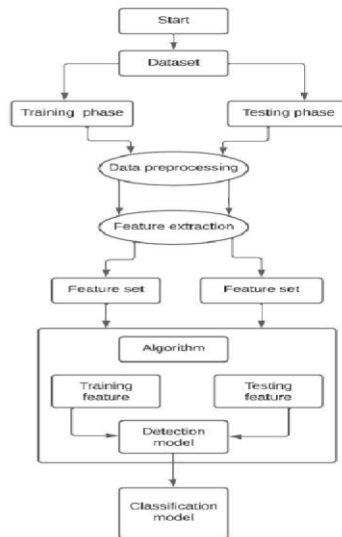 Start
Dataset
Training phase
Testing phase
Data preprocessing
Feature extraction
Feature set
Feature set
Algorithm
Training
feature
Testing
feature
Detection
model
Classification
model